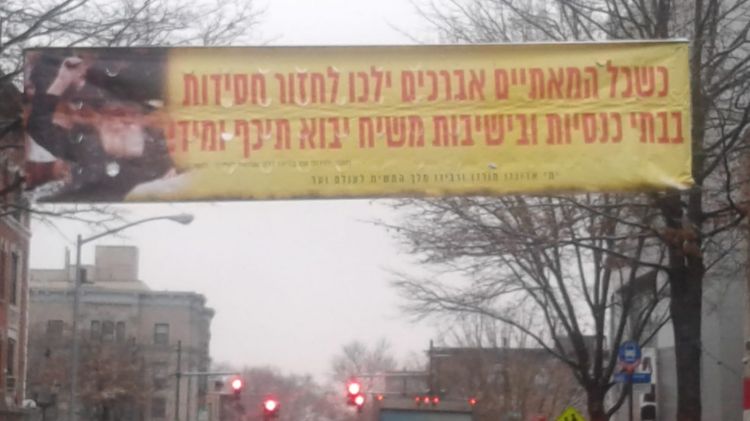 כשכל המאתיים אברכים ילכו לחזור חסידות
בבתי כנסיות ובישיבות משיח יבוא תיכף ומיד
יחי אדוננו מורנו ורבינו מלך המשיח לעולם ועד